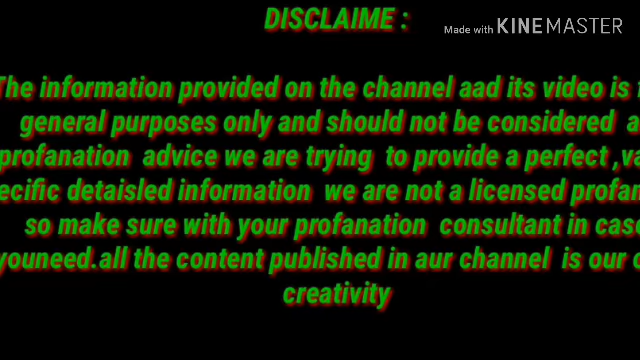 DISCLAIME :
Made with KINEMASTER
The information provided on the channel aad its video is
general purposes only and should not be considered a
profanation advice we are trying to provide a perfect ,va
ecific detaisled information we are not a licensed profan
so make sure with your profanation consultant in case
youneed.all the content published in aur channel is our
creativity